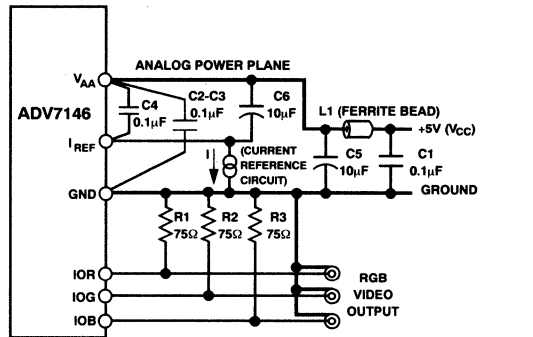 ANALOG POWER PLANE
VAA
C4
0.1µF
C2-C3
0.1µF
C6
10µF
L1 (FERRITE BEAD)
+5V (VCC)
ADV7146
IREF
I
(CURRENT
REFERENCE
CIRCUIT)
C5
10µF
C1
0.1µF
GND
GROUND
R1
75Ω
R2
75Ω
R3
75Ω
IOR
IOG
IOB
RGB
VIDEO
OUTPUT